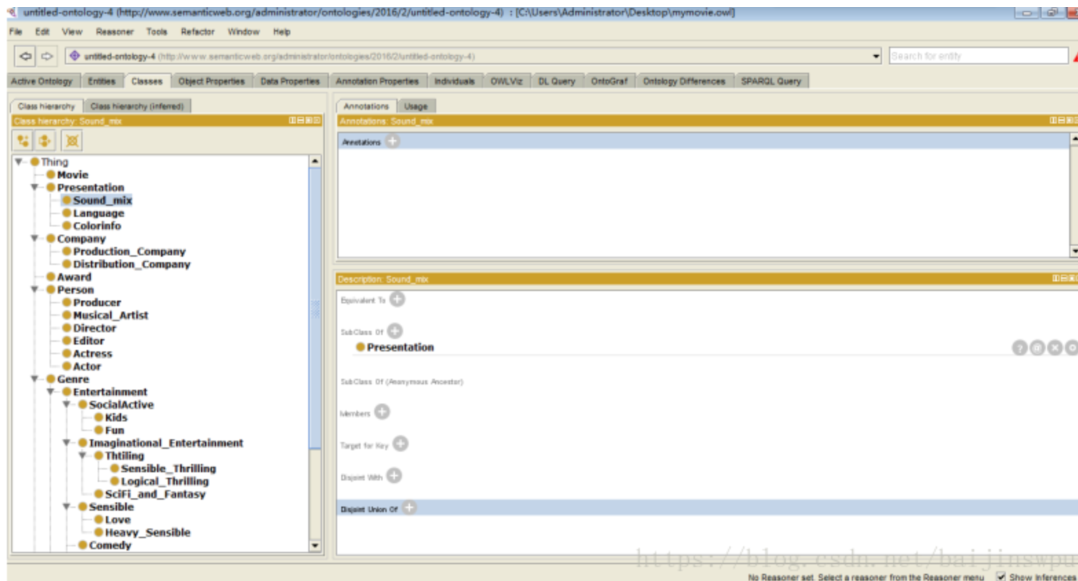 untitled-ontology-4 (http://www.semanticweb.org/administrator/ontologies/2016/2/untitled-ontology-4) : [C:\Users\Administrator\Desktop\mymovie.owl]
File Edit View Reasoner Tools Refactor Window Help
untitled-ontology-4 (http://www.semanticweb.org/administrator/ontologies/2016/2/untitled-ontology-4)
Search for entity
Active Ontology Entities Classes Object Properties Data Properties Annotation Properties Individuals OWLViz DL Query OntoGraf Ontology Differences SPARQL Query
Class hierarchy Class hierarchy (inferred)
Class hierarchy: Sound_mix
Thing
Movie
Presentation
Sound_mix
Language
Colorinfo
Company
Production_Company
Distribution_Company
Award
Person
Producer
Musical_Artist
Director
Editor
Actress
Actor
Genre
Entertainment
SocialActive
Kids
Fun
Imaginational_Entertainment
Thtiling
Sensible_Thrilling
Logical_Thrilling
SciFi_and_Fantasy
Sensible
Love
Heavy_Sensible
Comedy
Annotations Usage
Annotations: Sound_mix
Annotations
Description: Sound_mix
Equivalent To
SubClass Of
Presentation
SubClass Of (Anonymous Ancestor)
Members
Target for Key
Disjoint With
Disjoint Union Of
https://blog.csdn.net/baijinswpu
No Reasoner set. Select a reasoner from the Reasoner menu Show Inferences